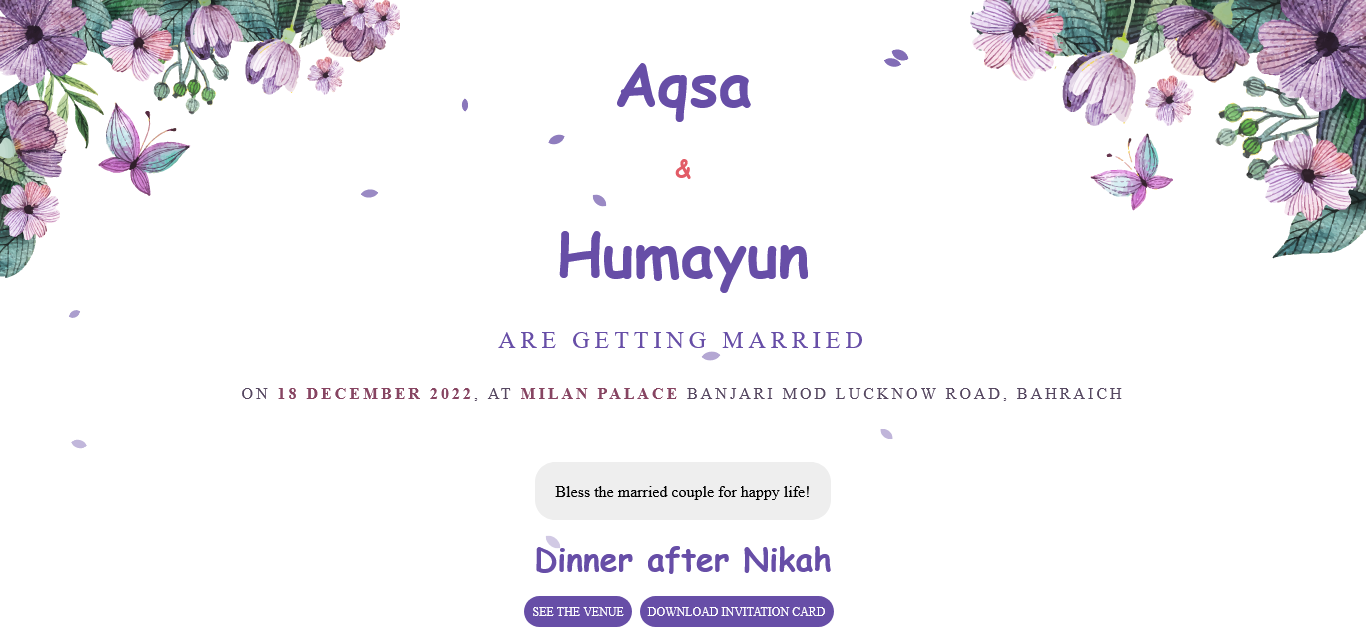 Aqsa
&
Humayun
ARE GETTING MARRIED
ON 18 DECEMBER 2022, AT MILAN PALACE BANJARI MOD LUCKNOW ROAD, BAHRAICH
Bless the married couple for happy life!
Dinner after Nikah
SEE THE VENUE DOWNLOAD INVITATION CARD